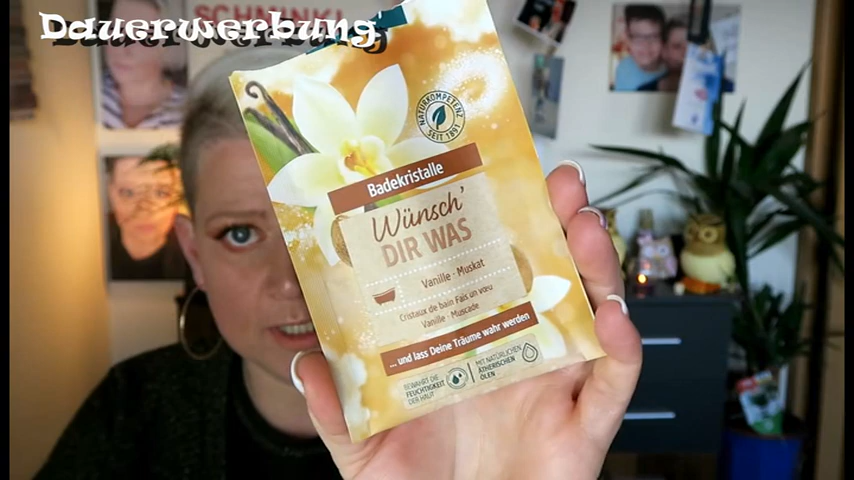 Dauerwerbung
SCHMINKL
NATURKOMPETENZ
SEIT 1891
Badekristalle
Wünsch'
DIR WAS
Vanille · Muskat
Cristaux de bain Fais un vœu
Vanille · Muscade
... und lass Deine Träume wahr werden
BEWAHRT DIE
FEUCHTIGKEIT
DER HAUT
MIT NATÜRLICHEN
ÄTHERISCHEN
ÖLEN